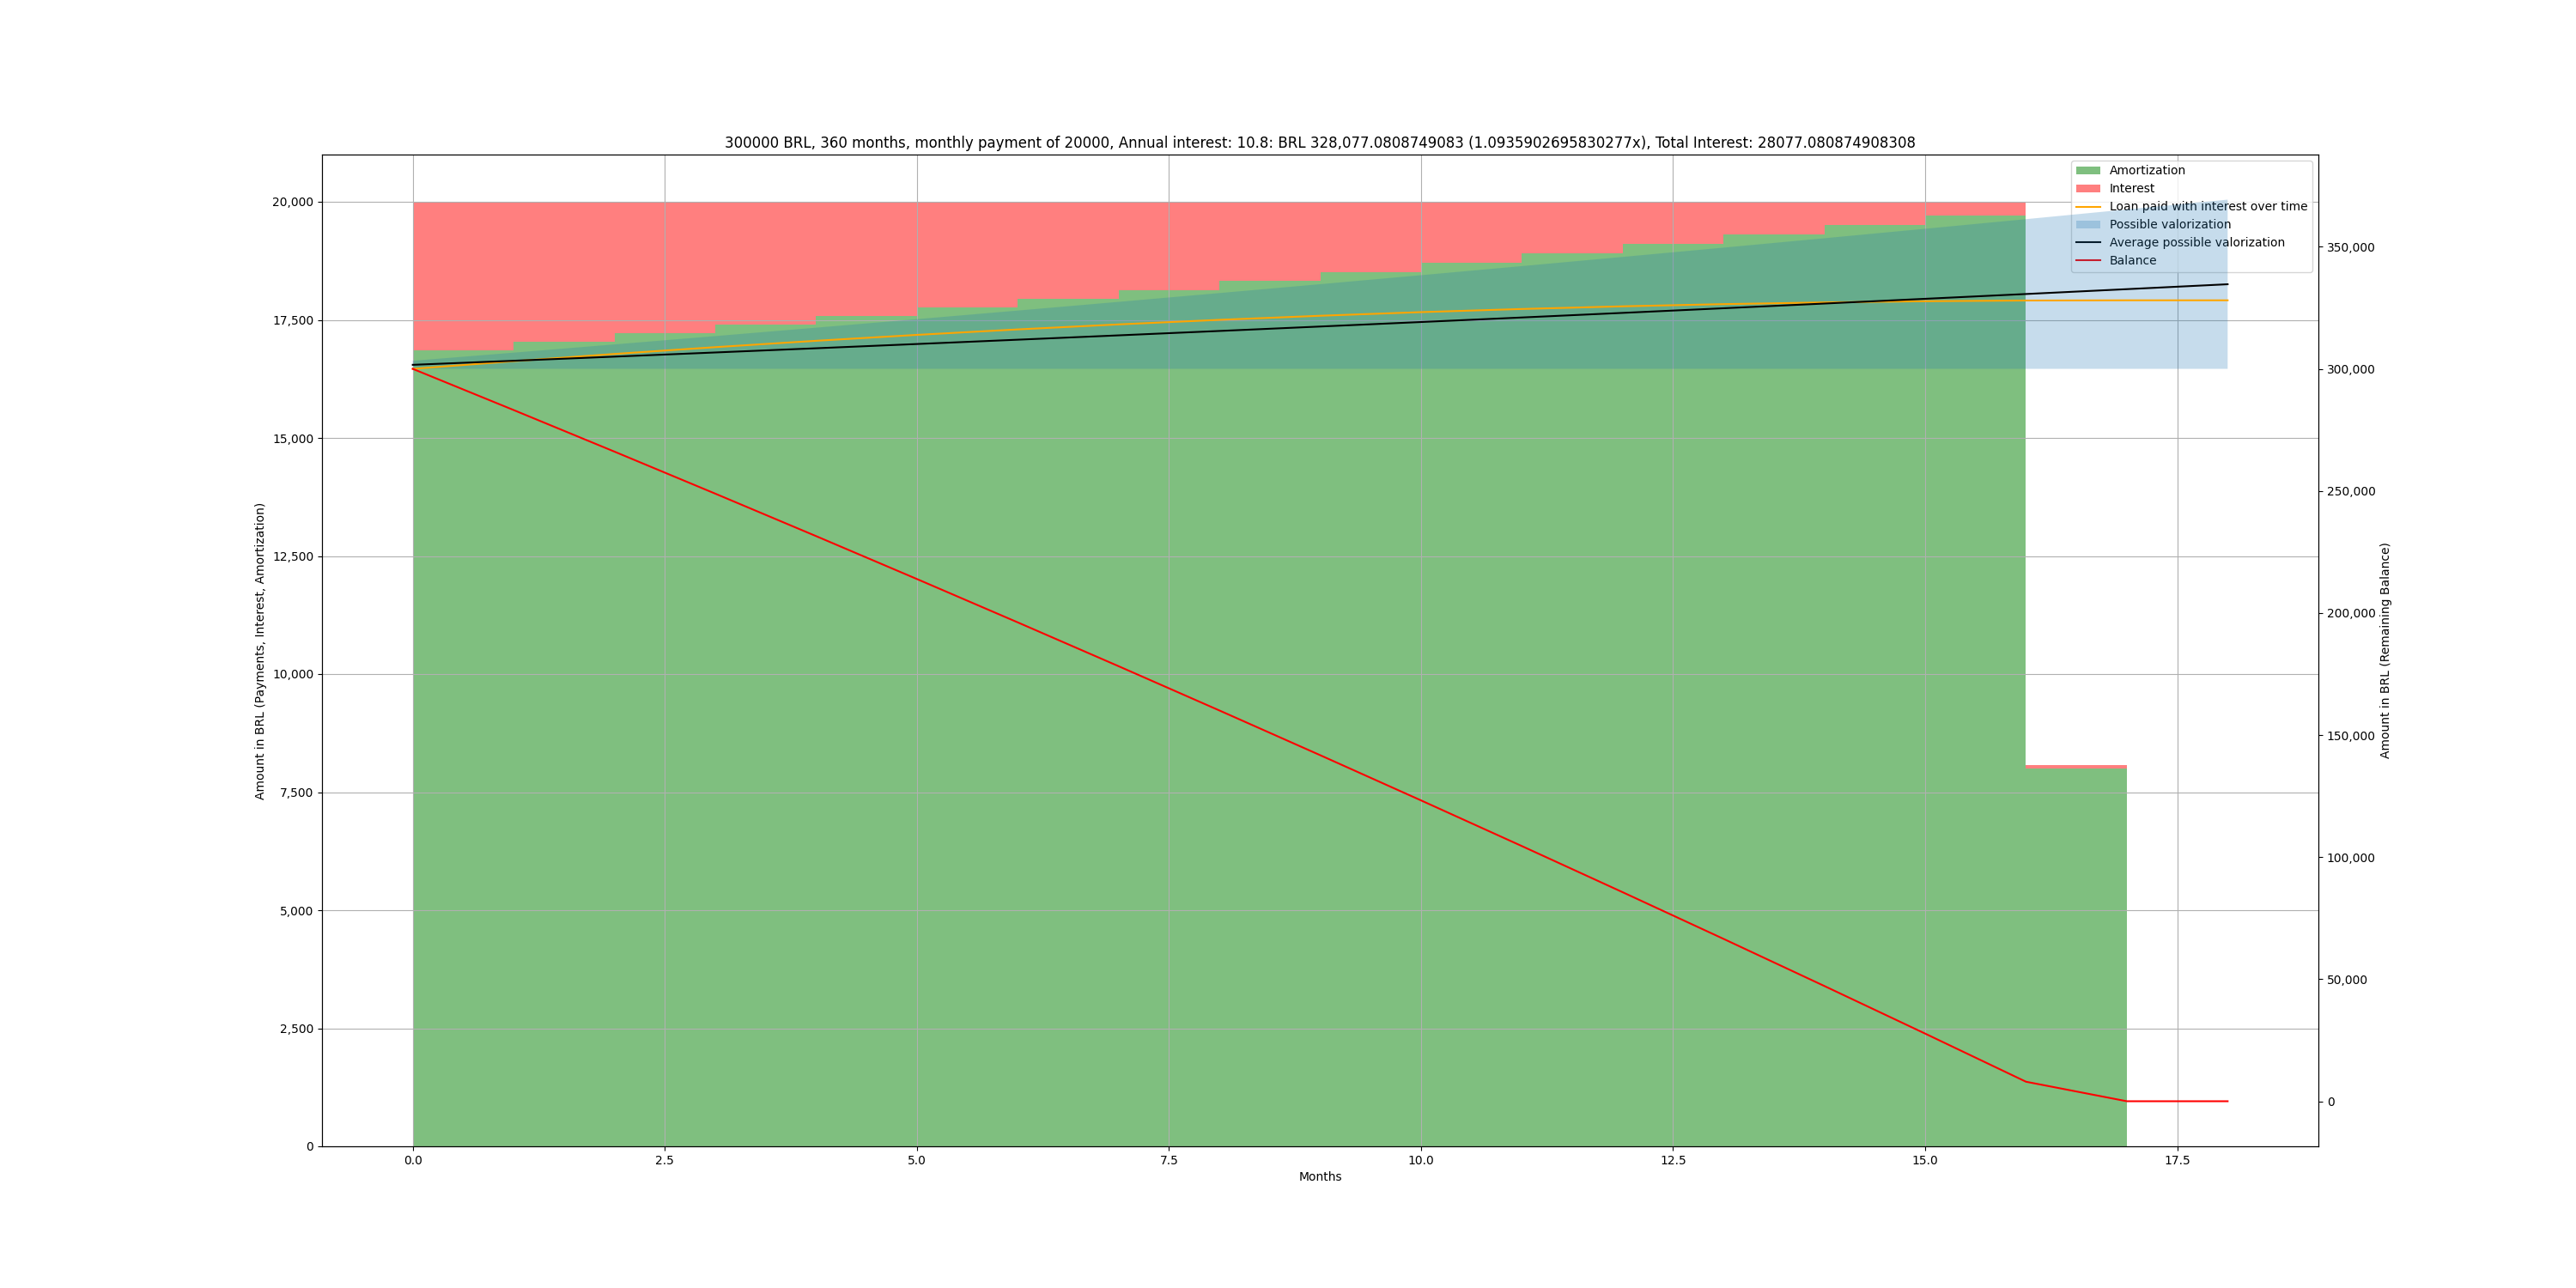 300000 BRL, 360 months, monthly payment of 20000, Annual interest: 10.8: BRL 328,077.0808749083 (1.0935902695830277x), Total Interest: 28077.080874908308
Amortization
Interest
Loan paid with interest over time
Possible valorization
Average possible valorization
Balance
Amount in BRL (Payments, Interest, Amortization)
20,000
17,500
15,000
12,500
10,000
7,500
5,000
2,500
0
350,000
300,000
250,000
200,000
150,000
100,000
50,000
0
Amount in BRL (Remaining Balance)
0.0 2.5 5.0 7.5 10.0 12.5 15.0 17.5
Months